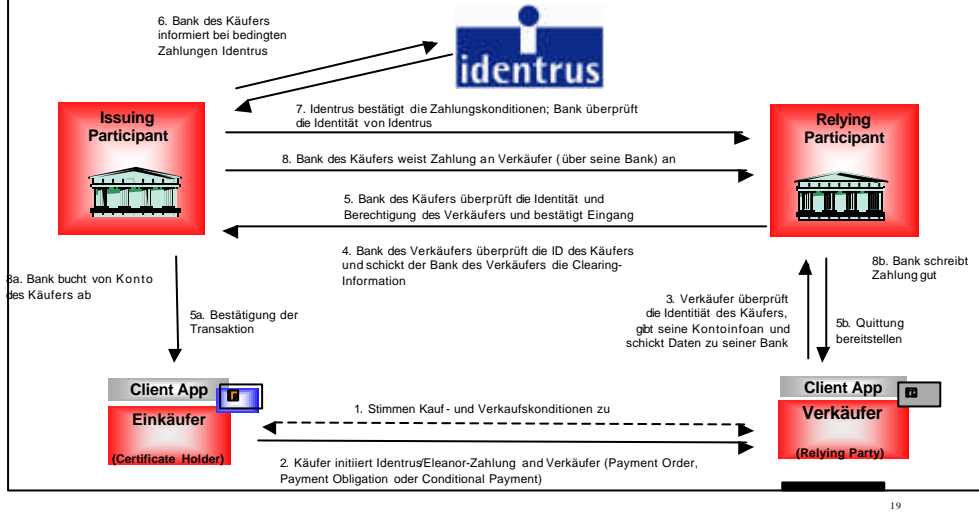 6. Bank des Käufers
informiert bei bedingten
Zahlungen Identrus
identrus
Issuing
Participant
Relying
Participant
7. Identrus bestätigt die Zahlungskonditionen; Bank überprüft
die Identität von Identrus
8. Bank des Käufers weist Zahlung an Verkäufer (über seine Bank) an
5. Bank des Käufers überprüft die Identität und
Berechtigung des Verkäufers und bestätigt Eingang
4. Bank des Verkäufers überprüft die ID des Käufers
und schickt der Bank des Verkäufers die Clearing-
Information
8a. Bank bucht von Konto
des Käufers ab
5a. Bestätigung der
Transaktion
3. Verkäufer überprüft
die Identitiät des Käufers,
gibt seine Kontoinfoan und
schickt Daten zu seiner Bank
8b. Bank schreibt
Zahlung gut
5b. Quittung
bereitstellen
Client App
Einkäufer
(Certificate Holder)
Client App
Verkäufer
(Relying Party)
1. Stimmen Kauf- und Verkaufskonditionen zu
2. Käufer initiiert Identrus/Eleanor-Zahlung and Verkäufer (Payment Order,
Payment Obligation oder Conditional Payment)
19